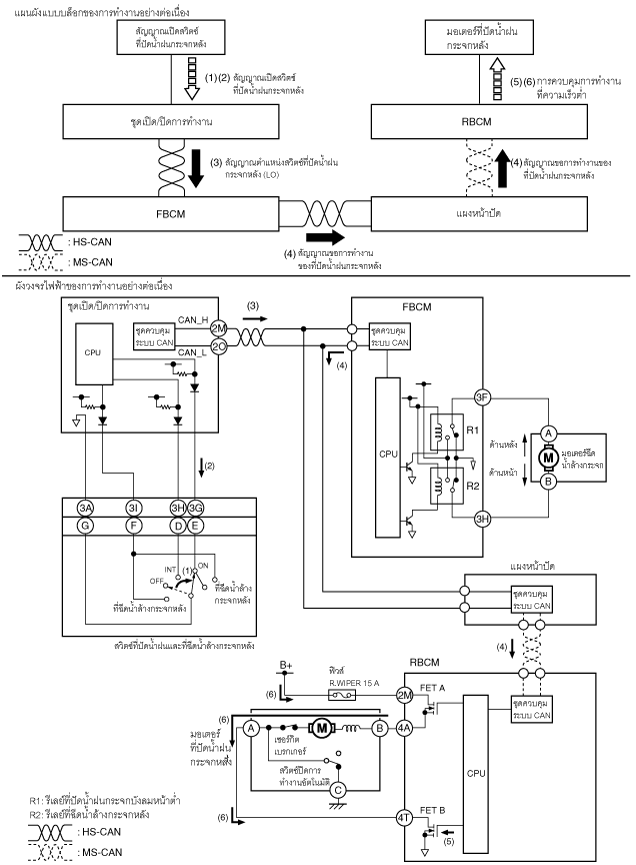 แผนผังแบบบล็อกของการทำงานอย่างต่อเนื่อง
สัญญาณเปิดสวิตช์
ที่ปัดน้ำฝนกระจกหลัง
มอเตอร์ที่ปัดน้ำฝน
กระจกหลัง
(1)(2) สัญญาณเปิดสวิตช์
ที่ปัดน้ำฝนกระจกหลัง
(5)(6) การควบคุมการทำงาน
ที่ความเร็วต่ำ
ชุดเปิด/ปิดการทำงาน
RBCM
(3) สัญญาณตำแหน่งสวิตช์ที่ปัดน้ำฝน
กระจกหลัง (LO)
(4) สัญญาณขอการทำงานของ
ที่ปัดน้ำฝนกระจกหลัง
FBCM
แผงหน้าปัด
(4) สัญญาณขอการทำงาน
ของที่ปัดน้ำฝนกระจกหลัง
: HS-CAN
: MS-CAN
ผังวงจรไฟฟ้าของการทำงานอย่างต่อเนื่อง
ชุดเปิด/ปิดการทำงาน
CAN_H
2M
(3)
ชุดควบคุม
ระบบ CAN
CPU
CAN_L
2O
(4)
FBCM
ชุดควบคุม
ระบบ CAN
3F
R1
CPU
R2
3H
A
ด้านหลัง
M
มอเตอร์ฉีด
น้ำล้างกระจก
ด้านหน้า
B
(2)
3A
3I
3H
3G
G
F
D
E
INT
(1)
ON
OFF
ที่ฉีดน้ำล้าง
กระจกหลัง
ที่ฉีดน้ำล้างกระจกหลัง
สวิตช์ที่ปัดน้ำฝนและที่ฉีดน้ำล้างกระจกหลัง
แผงหน้าปัด
ชุดควบคุม
ระบบ CAN
(4)
RBCM
B+
ฟิวส์
R.WIPER 15 A
(6)
2M
FET A
ชุดควบคุม
ระบบ CAN
(6)
มอเตอร์
ที่ปัดน้ำฝน
กระจกหลัง
A
M
B
4A
เซอร์กิต
เบรกเกอร์
สวิตช์ปิดการ
ทำงานอัตโนมัติ
C
CPU
(6)
4T
FET B
(5)
R1: รีเลย์ที่ปัดน้ำฝนกระจกบังลมหน้าต่ำ
R2: รีเลย์ที่ฉีดน้ำล้างกระจกหลัง
: HS-CAN
: MS-CAN